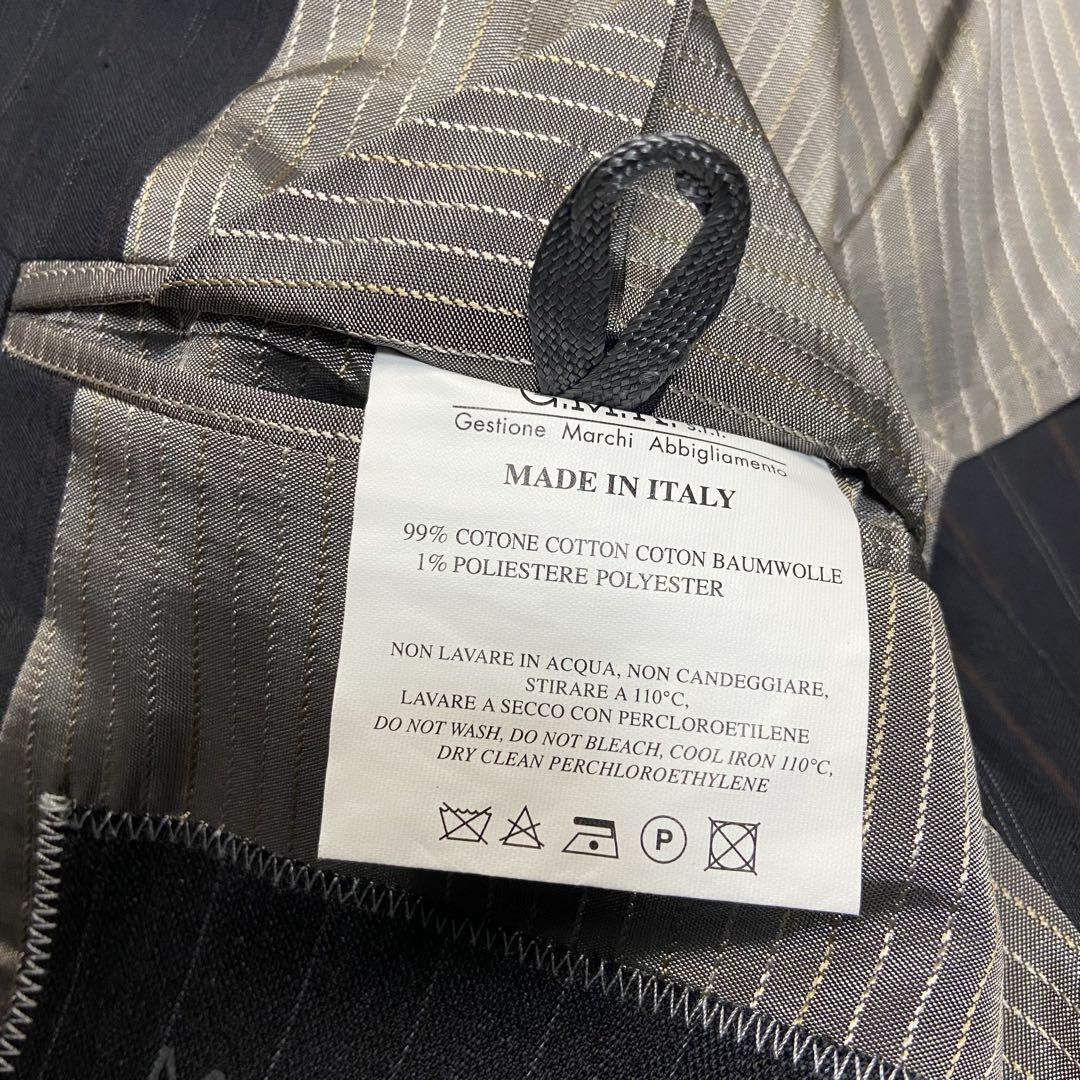 s.r.l.
Gestione Marchi Abbigliamento
MADE IN ITALY
99% COTONE COTTON COTON BAUMWOLLE
1% POLIESTERE POLYESTER
NON LAVARE IN ACQUA, NON CANDEGGIARE,
STIRARE A 110°C,
LAVARE A SECCO CON PERCLOROETILENE
DO NOT WASH, DO NOT BLEACH, COOL IRON 110°C,
DRY CLEAN PERCHLOROETHYLENE
P